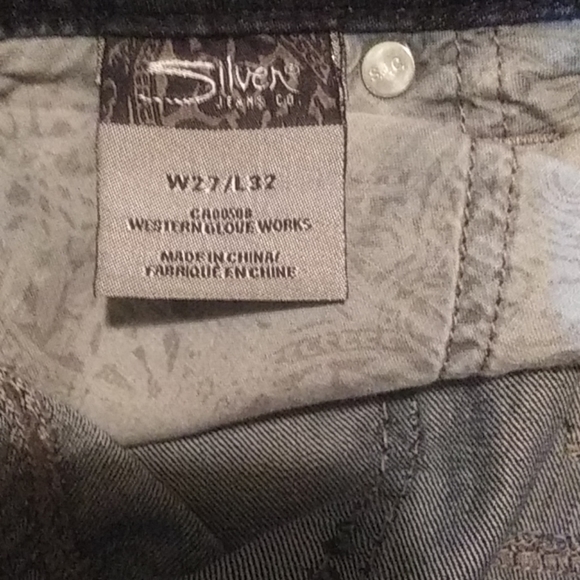 Silver®
JEANS CO.
S.J.C.
W27/L32
CA00508
WESTERN GLOVE WORKS
MADE IN CHINA/
FABRIQUÉ EN CHINE